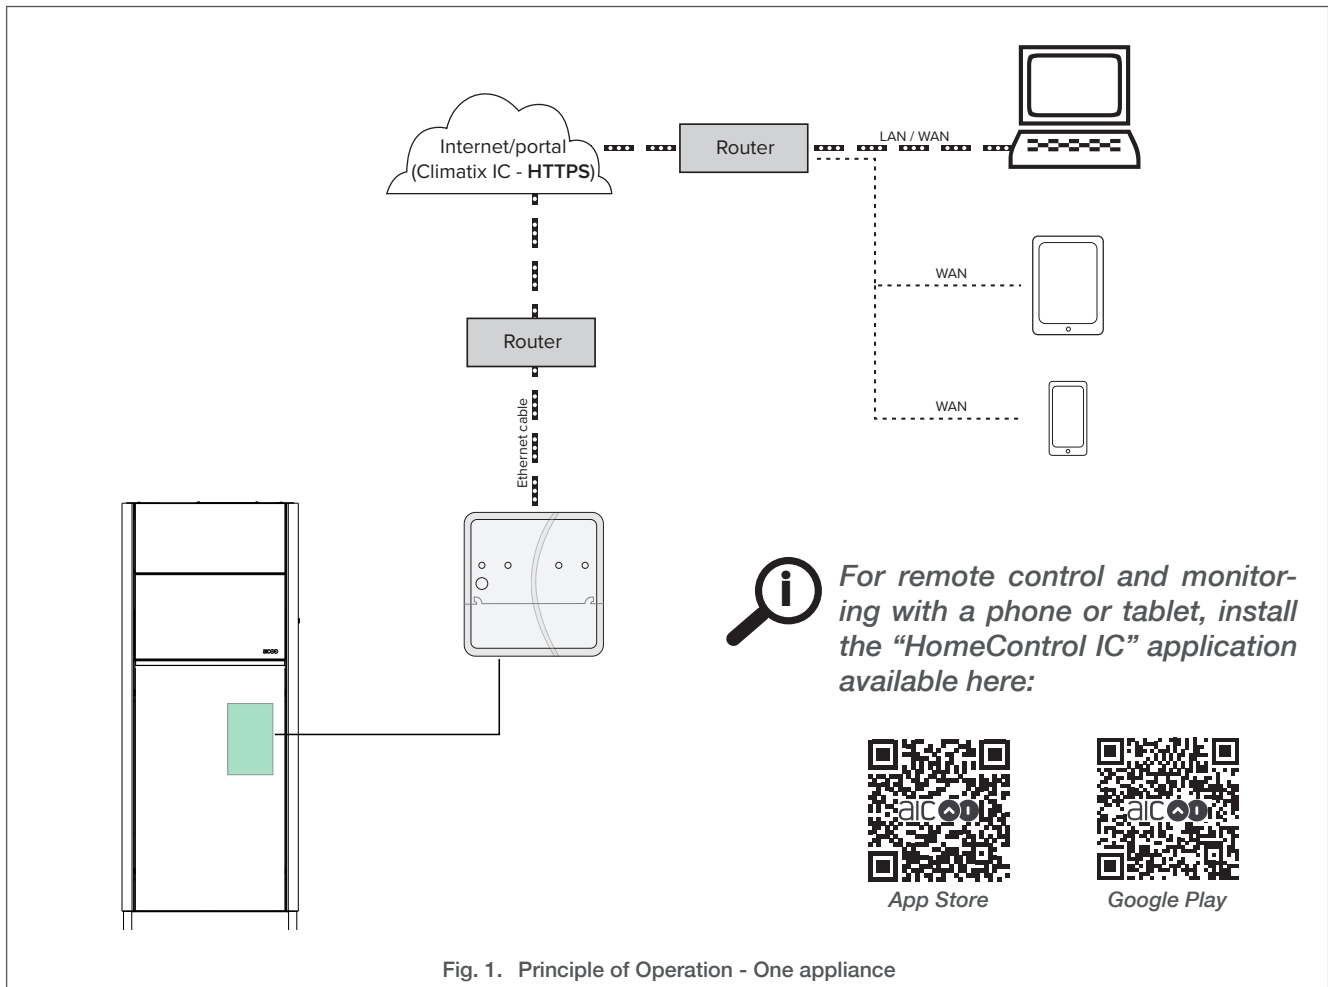 Internet/portal
(Climatix IC - HTTPS)
Router
LAN / WAN
WAN
WAN
Router
Ethernet cable
aic
For remote control and monitor-
ing with a phone or tablet, install
the “HomeControl IC” application
available here:
aic
aic
App Store
Google Play
Fig. 1. Principle of Operation - One appliance